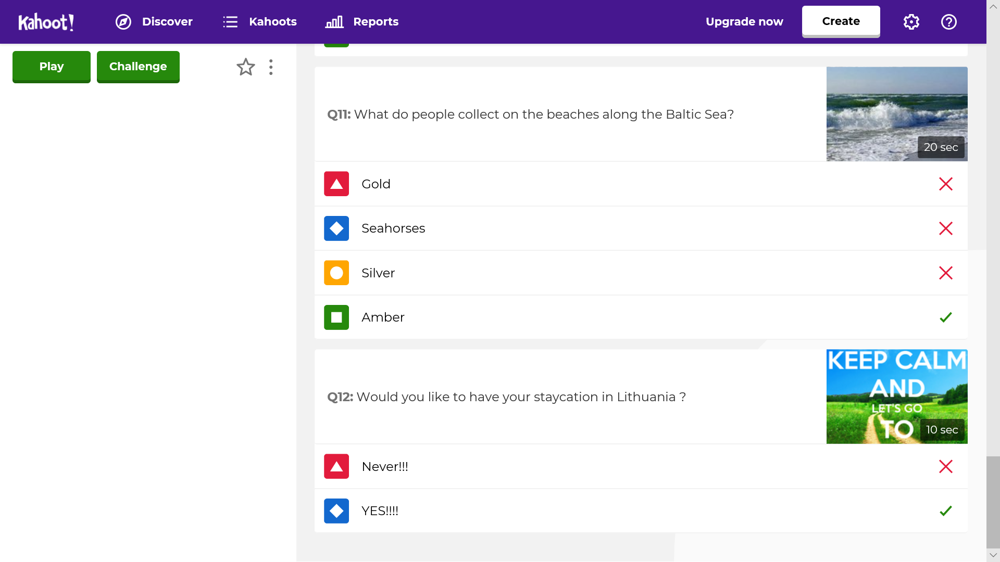 Kahoot!
Discover
Kahoots
Reports
Upgrade now
Create
Play
Challenge
Q11: What do people collect on the beaches along the Baltic Sea?
20 sec
Gold
Seahorses
Silver
Amber
Q12: Would you like to have your staycation in Lithuania ?
KEEP CALM
AND
LET'S GO
TO
10 sec
Never!!!
YES!!!!